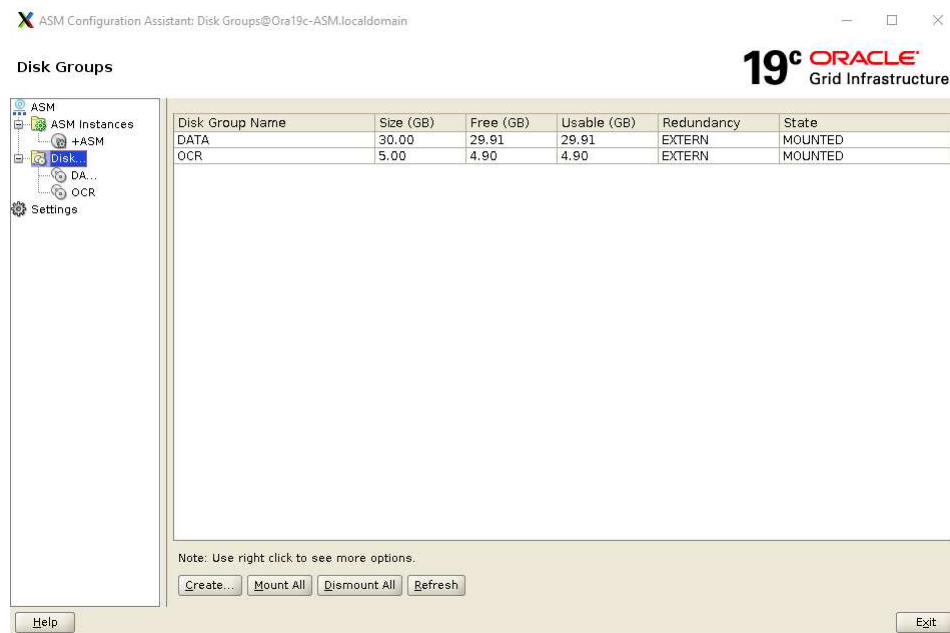 ASM Configuration Assistant: Disk Groups@Ora19c-ASM.localdomain
Disk Groups
19c ORACLE
Grid Infrastructure
ASM
ASM Instances
+ASM
Disk...
DA...
OCR
Settings
Disk Group Name Size (GB) Free (GB) Usable (GB) Redundancy State
DATA 30.00 29.91 29.91 EXTERN MOUNTED
OCR 5.00 4.90 4.90 EXTERN MOUNTED
Note: Use right click to see more options.
Create... Mount All Dismount All Refresh
Help Exit